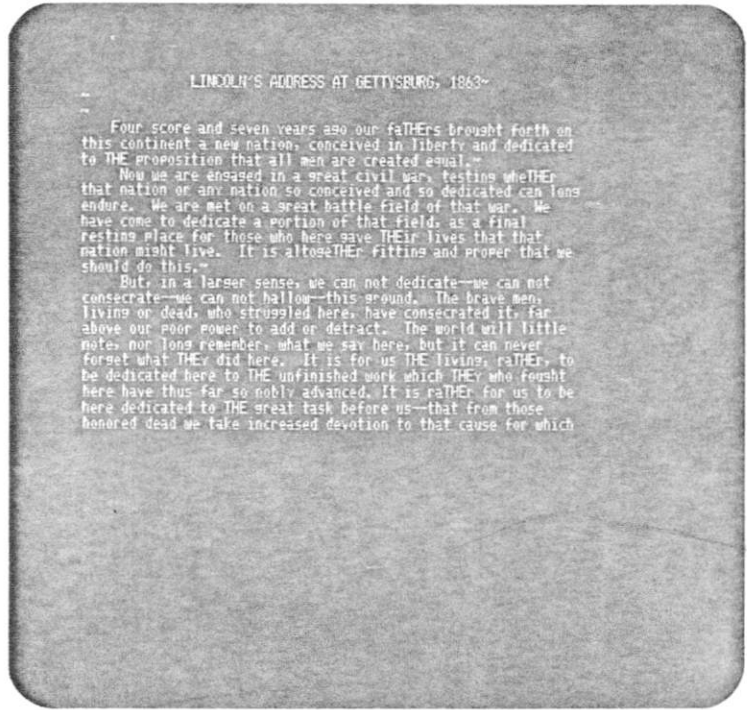 LINCOLN'S ADDRESS AT GETTYSBURG, 1863~
~
~
Four score and seven years ago our faTHErs brought forth on
this continent a new nation, conceived in liberty and dedicated
to THE proposition that all men are created equal.~
Now we are engaged in a great civil war, testing wheTHEr
that nation or any nation so conceived and so dedicated can long
endure. We are met on a great battle field of that war. We
have come to dedicate a portion of that field, as a final
resting place for those who here gave THEir lives that that
nation might live. It is altogeTHEr fitting and proper that we
should do this.~
But, in a larger sense, we can not dedicate--we can not
consecrate--we can not hallow--this ground. The brave men,
living or dead, who struggled here, have consecrated it, far
above our poor power to add or detract. The world will little
note, nor long remember, what we say here, but it can never
forget what THEy did here. It is for us THE living, raTHEr, to
be dedicated here to THE unfinished work which THEy who fought
here have thus far so nobly advanced. It is raTHEr for us to be
here dedicated to THE great task before us--that from those
honored dead we take increased devotion to that cause for which